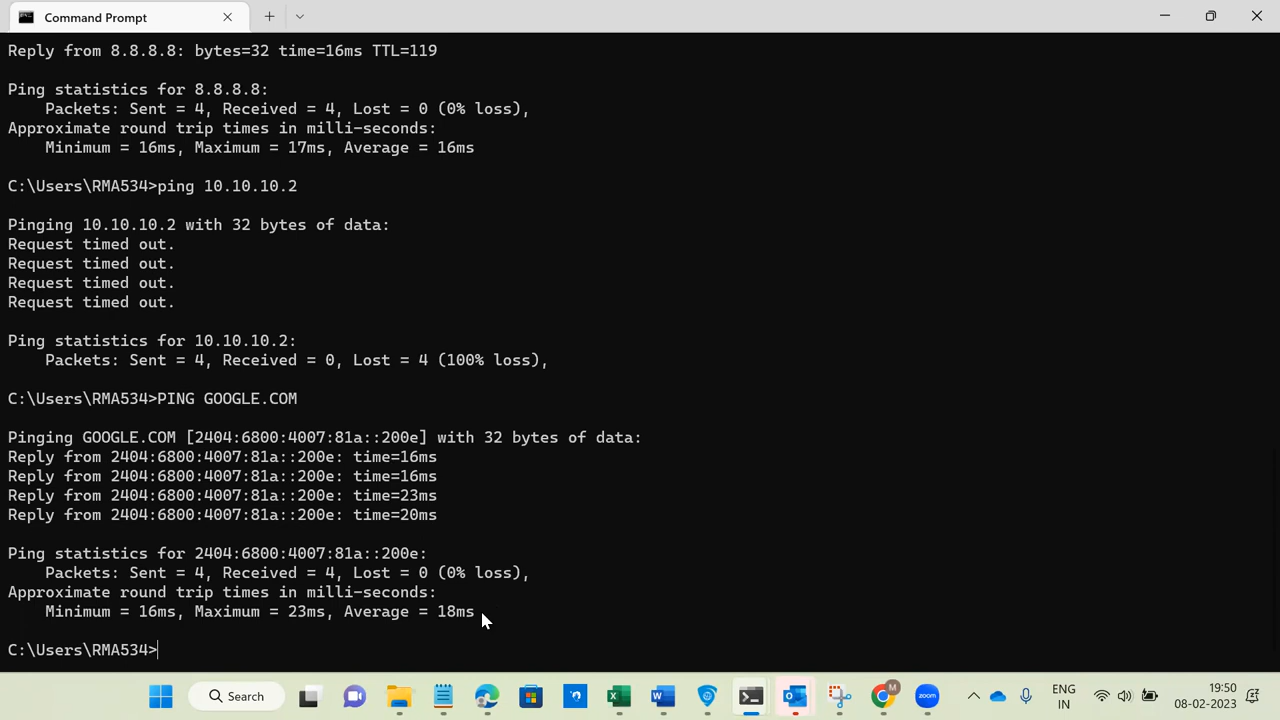 Command Prompt
Reply from 8.8.8.8: bytes=32 time=16ms TTL=119
Ping statistics for 8.8.8.8:
Packets: Sent = 4, Received = 4, Lost = 0 (0% loss),
Approximate round trip times in milli-seconds:
Minimum = 16ms, Maximum = 17ms, Average = 16ms
C:\Users\RMA534>ping 10.10.10.2
Pinging 10.10.10.2 with 32 bytes of data:
Request timed out.
Request timed out.
Request timed out.
Request timed out.
Ping statistics for 10.10.10.2:
Packets: Sent = 4, Received = 0, Lost = 4 (100% loss),
C:\Users\RMA534>PING GOOGLE.COM
Pinging GOOGLE.COM [2404:6800:4007:81a::200e] with 32 bytes of data:
Reply from 2404:6800:4007:81a::200e: time=16ms
Reply from 2404:6800:4007:81a::200e: time=16ms
Reply from 2404:6800:4007:81a::200e: time=23ms
Reply from 2404:6800:4007:81a::200e: time=20ms
Ping statistics for 2404:6800:4007:81a::200e:
Packets: Sent = 4, Received = 4, Lost = 0 (0% loss),
Approximate round trip times in milli-seconds:
Minimum = 16ms, Maximum = 23ms, Average = 18ms
C:\Users\RMA534>
Search
W
M
zoom
ENG
IN
19:50
08-02-2023